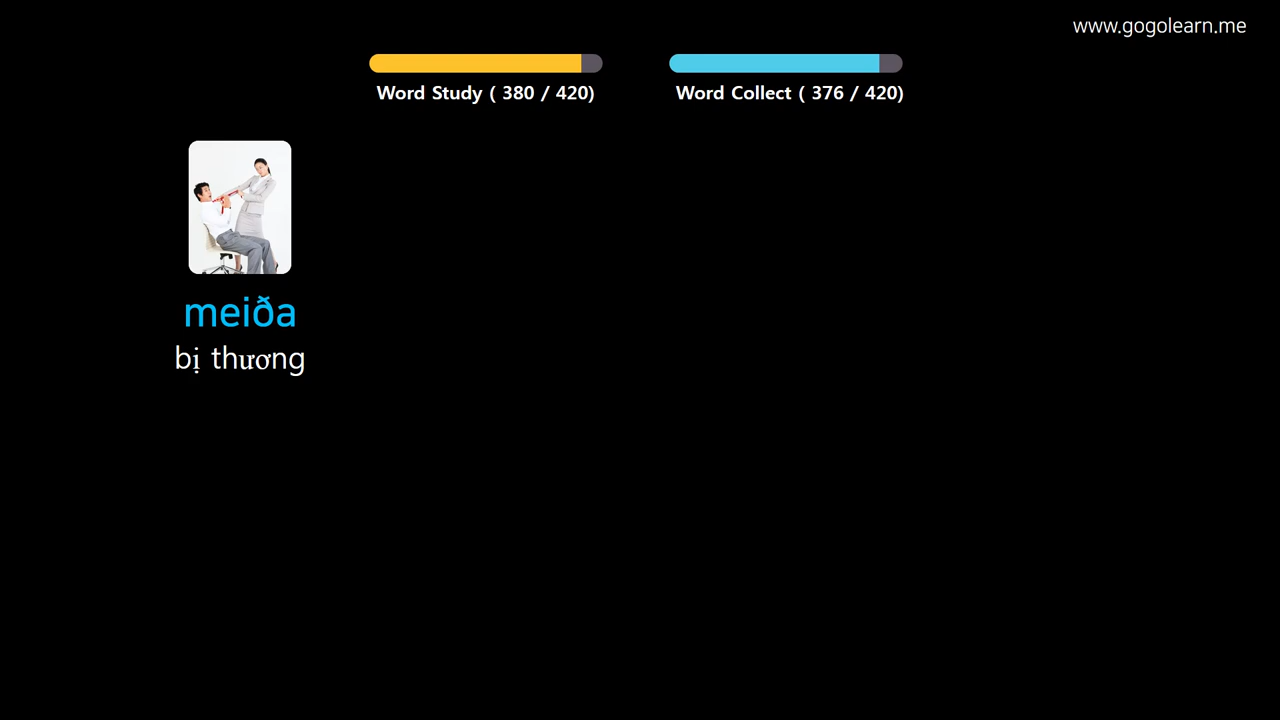 www.gogolearn.me
Word Study ( 380 / 420)
Word Collect ( 376 / 420)
meiða
bị thương